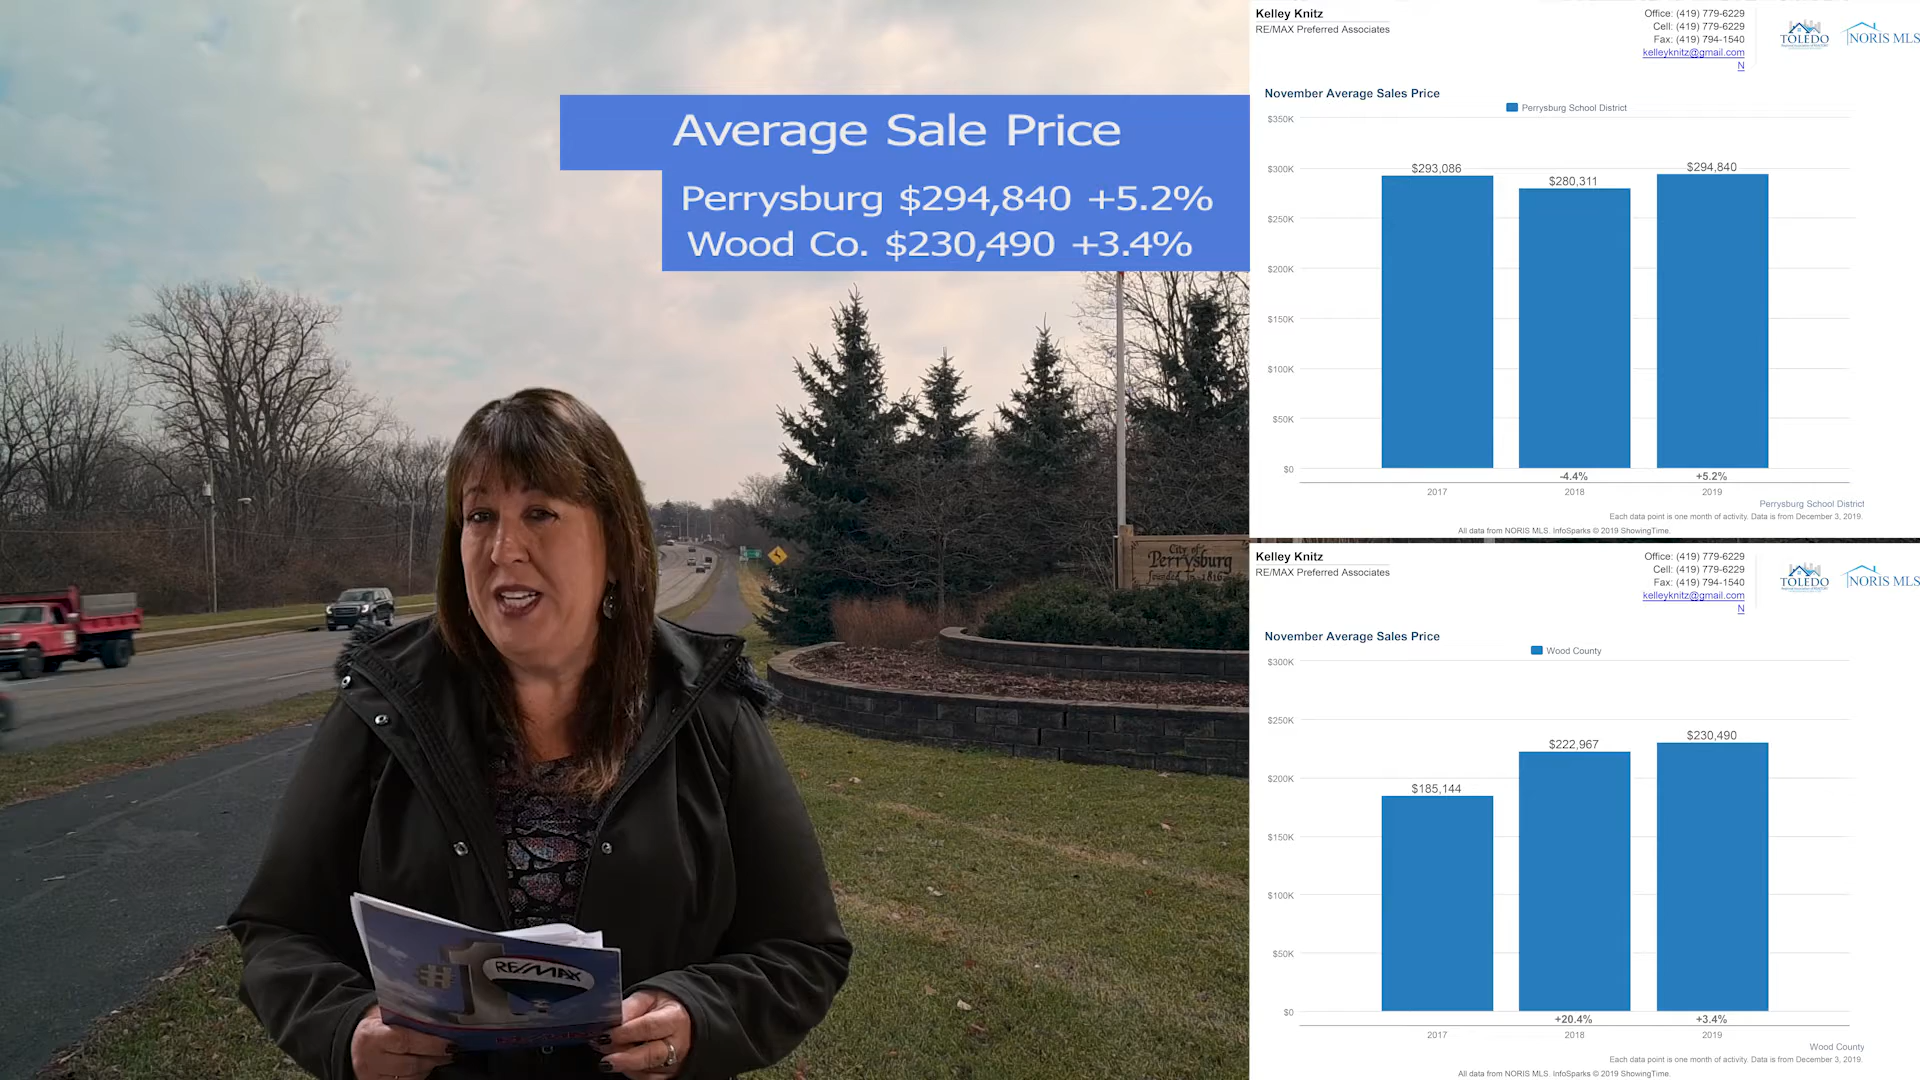 Average Sale Price
Perrysburg $294,840 +5.2%
Wood Co. $230,490 +3.4%
City of
Perrysburg
founded in 1816
#1
RE/MAX
Kelley Knitz
RE/MAX Preferred Associates
Office: (419) 779-6229
Cell: (419) 779-6229
Fax: (419) 794-1540
kelleyknitz@gmail.com
N
TOLEDO
NORIS MLS
November Average Sales Price
Perrysburg School District
$350K
$300K
$250K
$200K
$150K
$100K
$50K
$0
$293,086
$280,311
$294,840
-4.4%
+5.2%
2017
2018
2019
Perrysburg School District
Each data point is one month of activity. Data is from December 3, 2019.
All data from NORIS MLS. InfoSparks © 2019 ShowingTime.
Kelley Knitz
RE/MAX Preferred Associates
Office: (419) 779-6229
Cell: (419) 779-6229
Fax: (419) 794-1540
kelleyknitz@gmail.com
N
TOLEDO
NORIS MLS
November Average Sales Price
Wood County
$300K
$250K
$200K
$150K
$100K
$50K
$0
$185,144
$222,967
$230,490
+20.4%
+3.4%
2017
2018
2019
Wood County
Each data point is one month of activity. Data is from December 3, 2019.
All data from NORIS MLS. InfoSparks © 2019 ShowingTime.